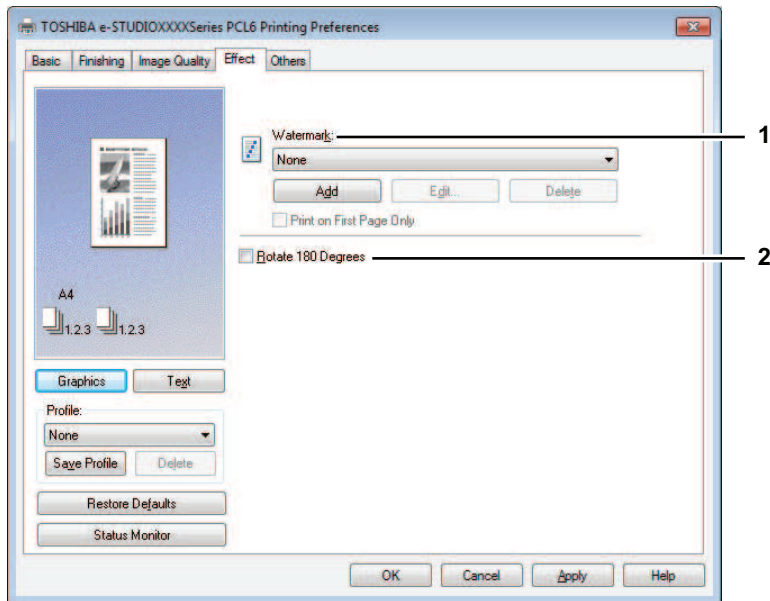 TOSHIBA e-STUDIOXXXXSeries PCL6 Printing Preferences
Basic Finishing Image Quality Effect Others
Watermark: 1
None
Add Edit... Delete
Print on First Page Only
Rotate 180 Degrees 2
A4
1.2.3 1.2.3
Graphics Text
Profile:
None
Save Profile Delete
Restore Defaults
Status Monitor
OK Cancel Apply Help